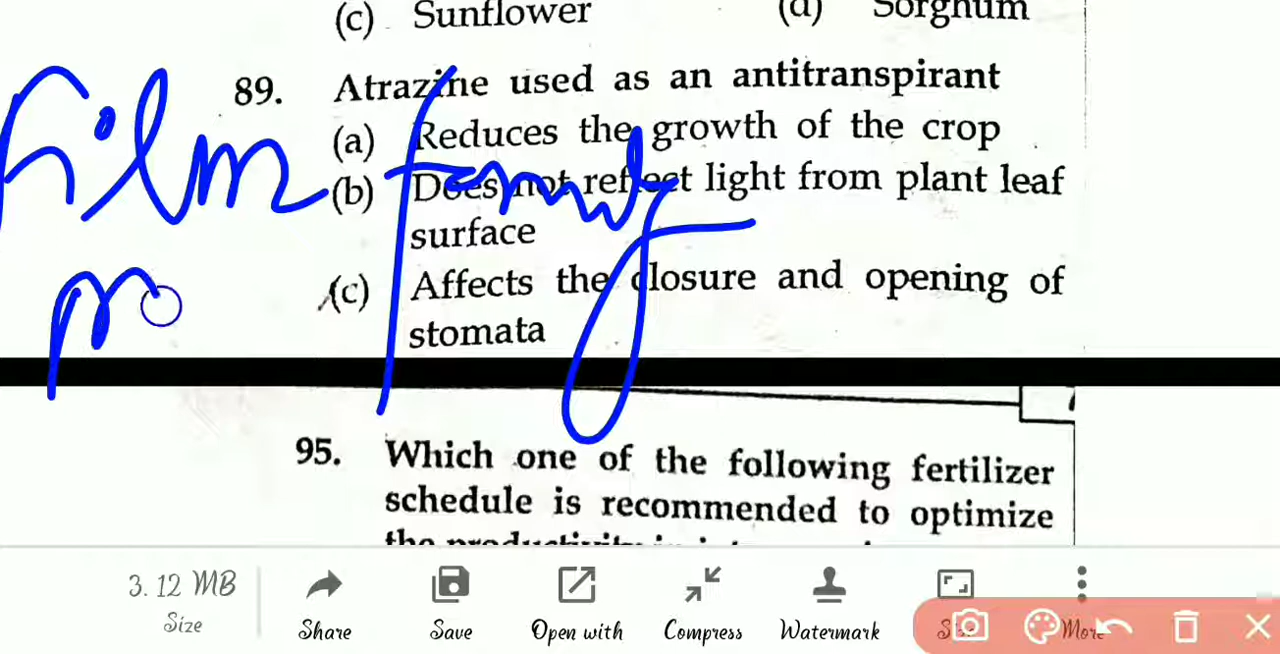 (c) Sunflower (d) Sorghum
89. Atrazine used as an antitranspirant
(a) Reduces the growth of the crop
(b) Does not reflect light from plant leaf
surface
(c) Affects the closure and opening of
stomata
Film forming
95. Which one of the following fertilizer
schedule is recommended to optimize
3.12 MB
Size
Share Save Open with Compress Watermark More